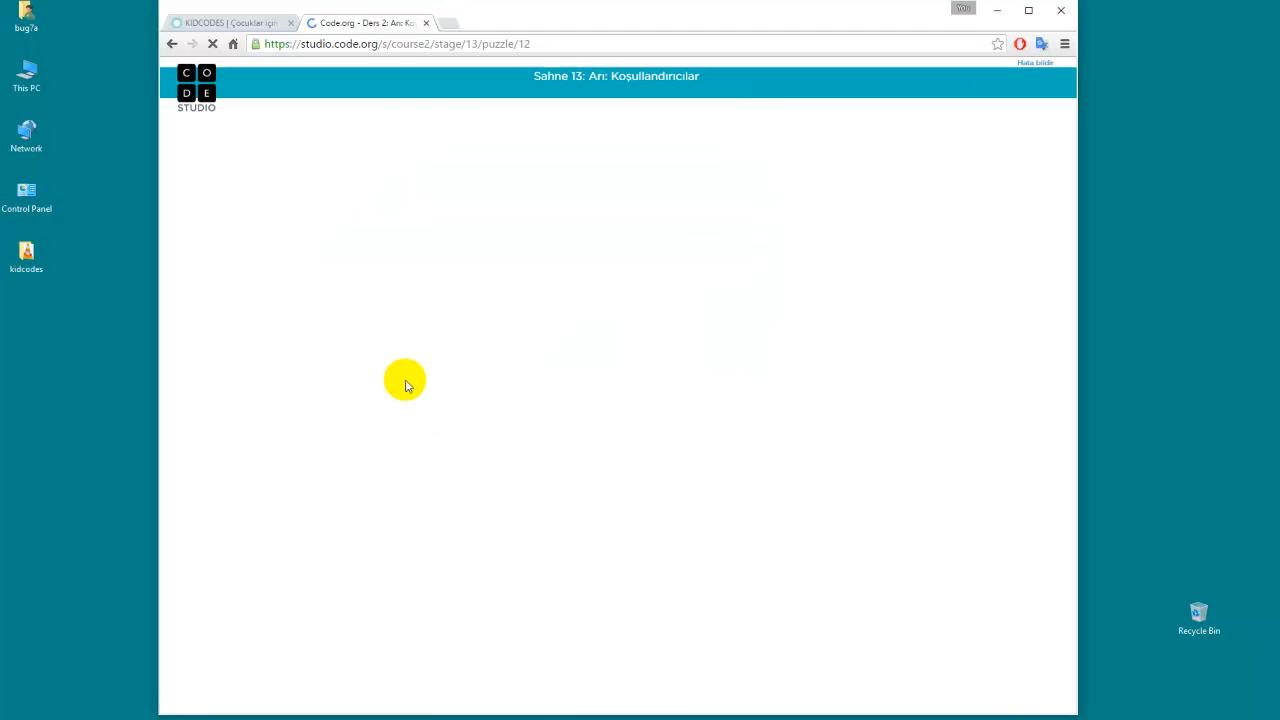 bug7a
This PC
Network
Control Panel
kidcodes
Recycle Bin
You
KIDCODES | Çocuklar için
Code.org - Ders 2: Arı: Ko
https://studio.code.org/s/course2/stage/13/puzzle/12
Hata bildir
C O
D E
STUDIO
Sahne 13: Arı: Koşullandırıcılar